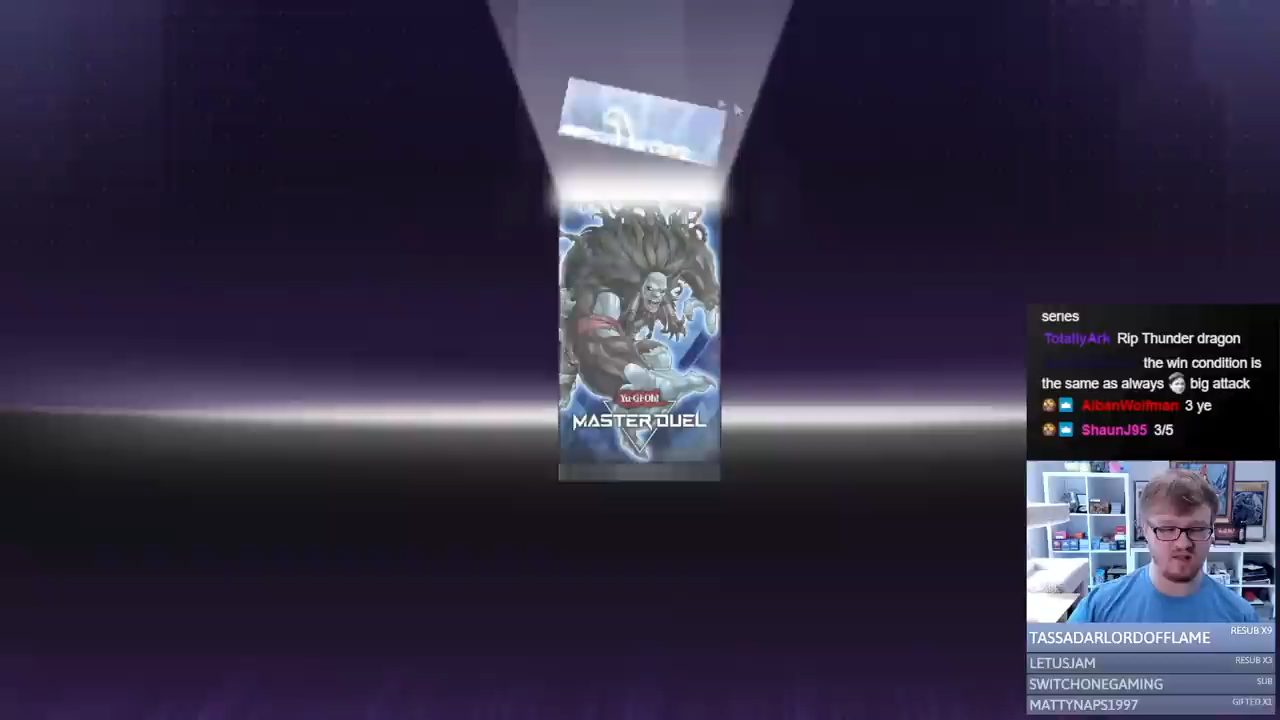 Yu-Gi-Oh!
MASTER DUEL
series
TotallyArk Rip Thunder dragon
the win condition is
the same as always big attack
AlbanWolfman 3 ye
ShaunJ95 3/5
TASSADARLORDOFFLAME RESUB X9
LETUSJAM RESUB X3
SWITCHONEGAMING SUB
MATTYNAPS1997 GIFTED X1